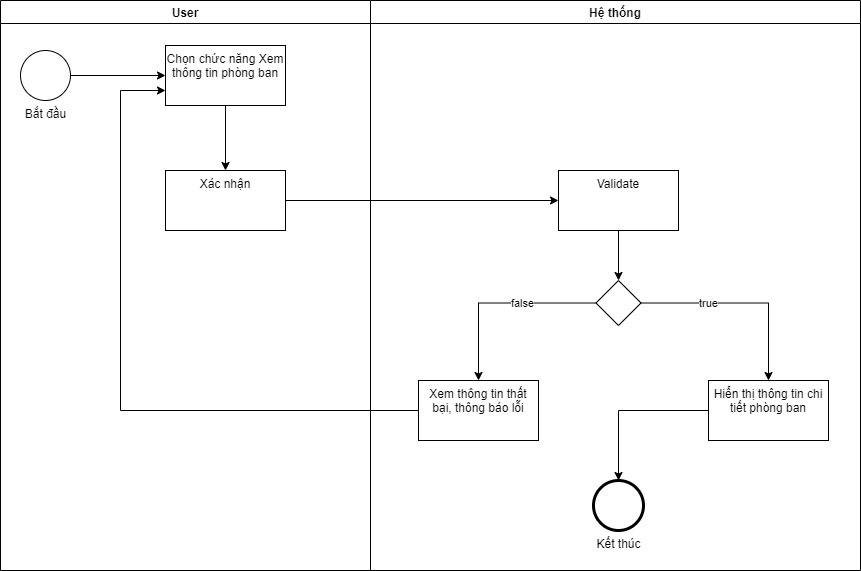 User
Hệ thống
Chọn chức năng Xem
thông tin phòng ban
Bắt đầu
Xác nhận
Validate
false
true
Xem thông tin thất
bại, thông báo lỗi
Hiển thị thông tin chi
tiết phòng ban
Kết thúc